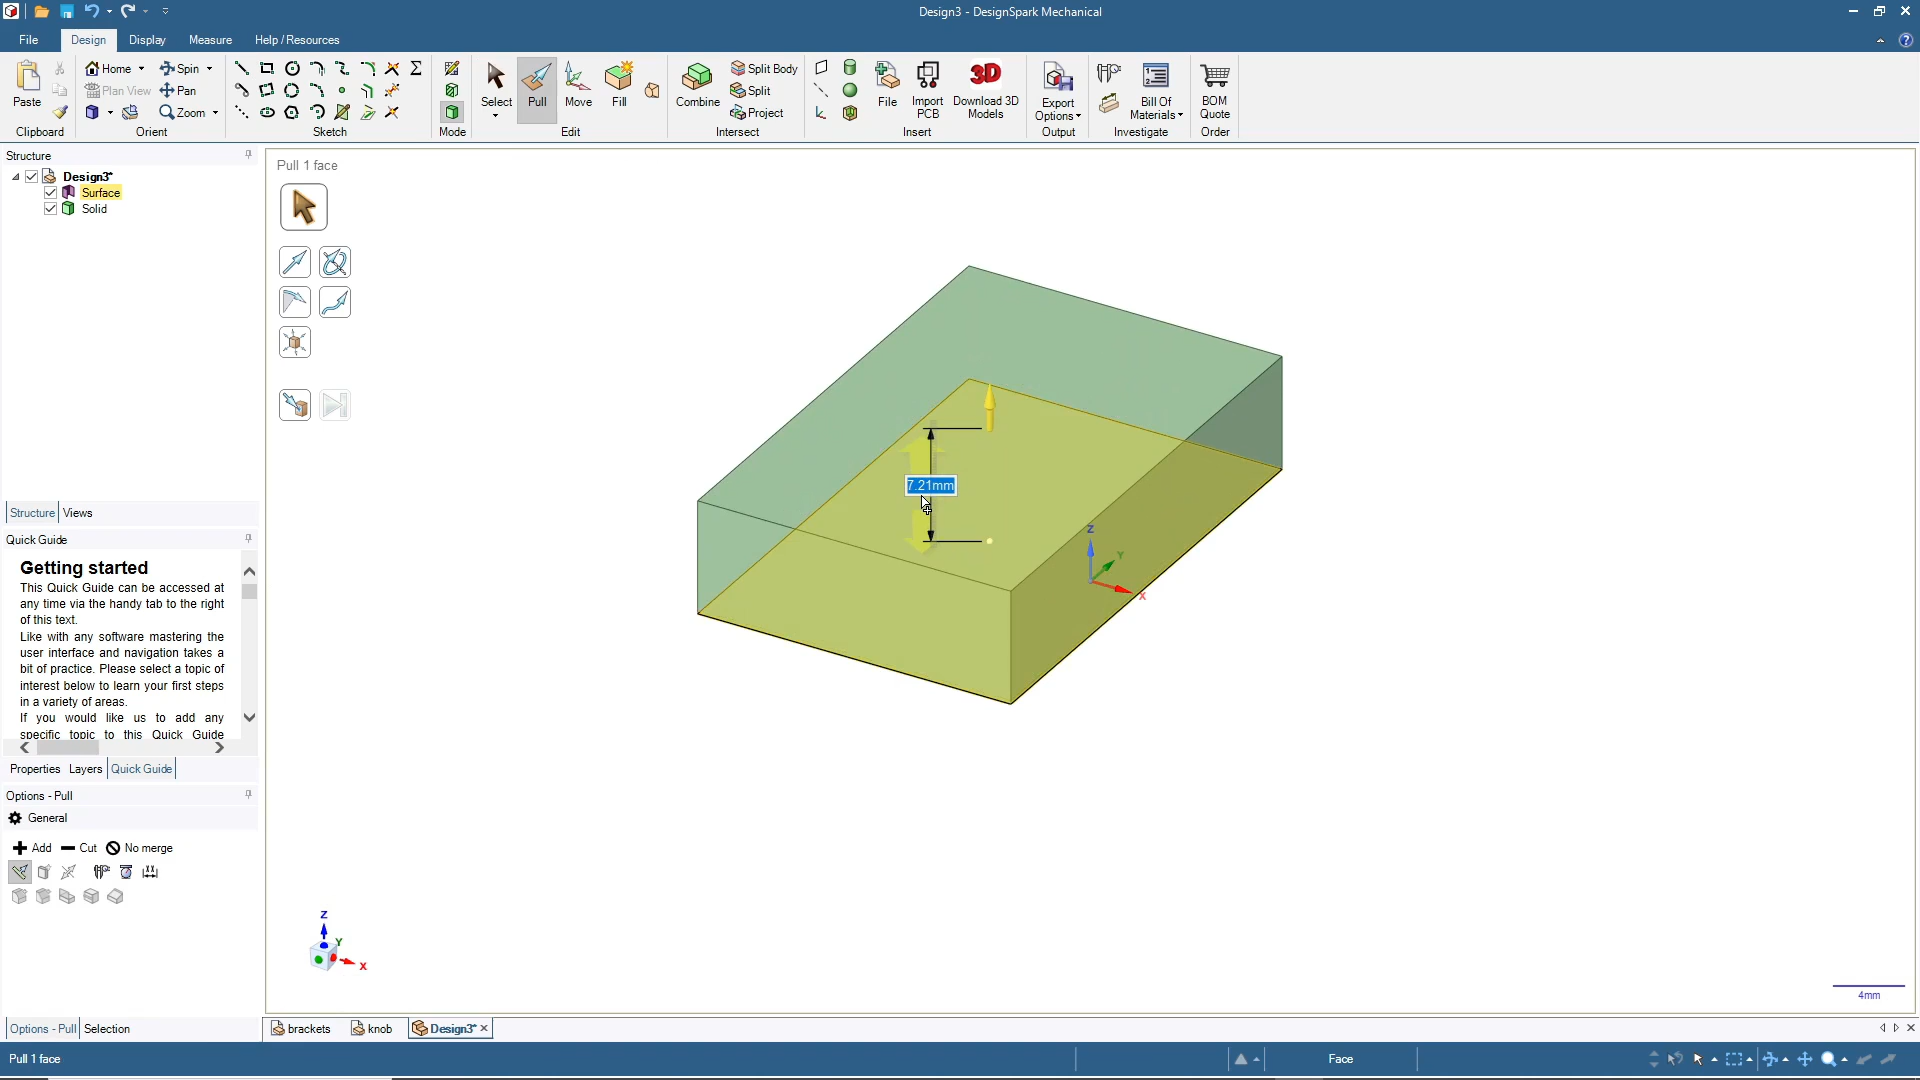 Design3 - DesignSpark Mechanical
File
Design
Display
Measure
Help / Resources
Paste
Clipboard
Home
Plan View
Spin
Pan
Zoom
Orient
Sketch
Mode
Select
Pull
Move
Fill
Edit
Combine
Split Body
Split
Project
Intersect
File
Import PCB
Download 3D Models
Insert
Export Options
Output
Bill Of Materials
Investigate
BOM Quote
Order
Structure
Design3*
Surface
Solid
Structure
Views
Quick Guide
Getting started
This Quick Guide can be accessed at
any time via the handy tab to the right
of this text.
Like with any software mastering the
user interface and navigation takes a
bit of practice. Please select a topic of
interest below to learn your first steps
in a variety of areas.
If you would like us to add any
specific topic to this Quick Guide
Properties
Layers
Quick Guide
Options - Pull
General
Add
Cut
No merge
Options - Pull
Selection
Pull 1 face
7.21mm
Z
Y
X
Z
Y
X
4mm
brackets
knob
Design3*
Pull 1 face
Face